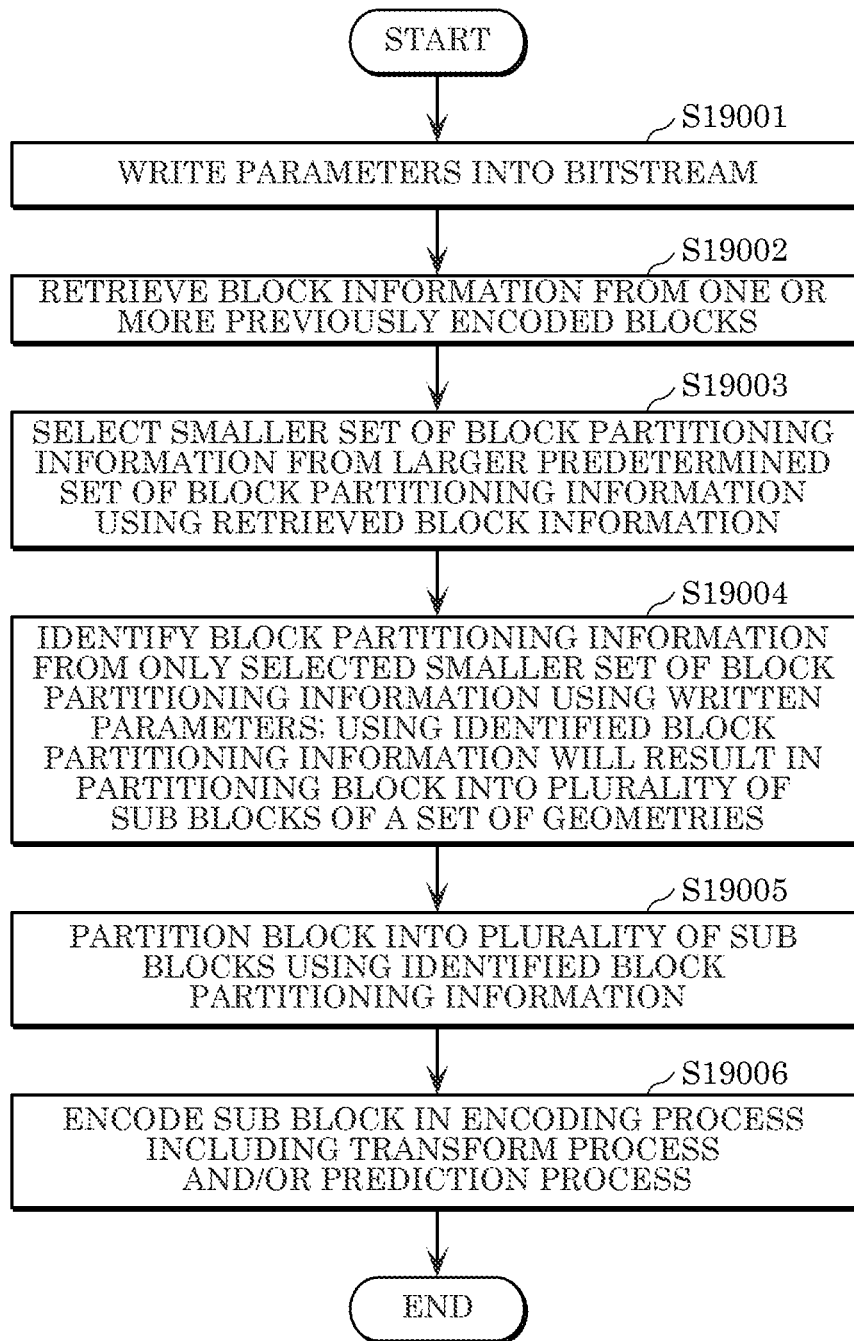 START
S19001
WRITE PARAMETERS INTO BITSTREAM
S19002
RETRIEVE BLOCK INFORMATION FROM ONE OR
MORE PREVIOUSLY ENCODED BLOCKS
S19003
SELECT SMALLER SET OF BLOCK PARTITIONING
INFORMATION FROM LARGER PREDETERMINED
SET OF BLOCK PARTITIONING INFORMATION
USING RETRIEVED BLOCK INFORMATION
S19004
IDENTIFY BLOCK PARTITIONING INFORMATION
FROM ONLY SELECTED SMALLER SET OF BLOCK
PARTITIONING INFORMATION USING WRITTEN
PARAMETERS; USING IDENTIFIED BLOCK
PARTITIONING INFORMATION WILL RESULT IN
PARTITIONING BLOCK INTO PLURALITY OF
SUB BLOCKS OF A SET OF GEOMETRIES
S19005
PARTITION BLOCK INTO PLURALITY OF SUB
BLOCKS USING IDENTIFIED BLOCK
PARTITIONING INFORMATION
S19006
ENCODE SUB BLOCK IN ENCODING PROCESS
INCLUDING TRANSFORM PROCESS
AND/OR PREDICTION PROCESS
END